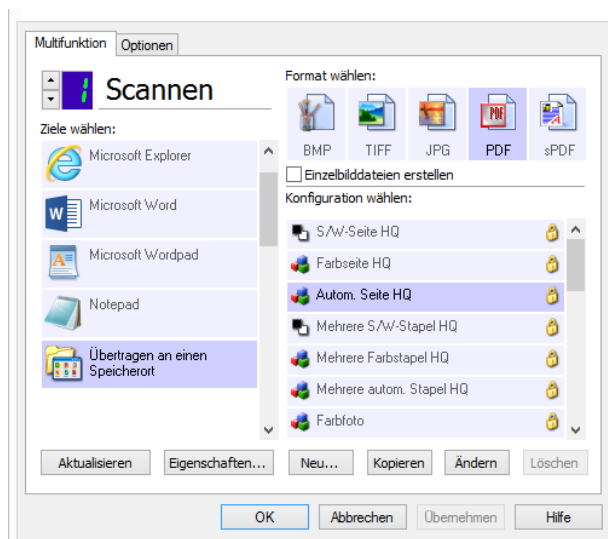 Multifunktion Optionen
1 Scannen
Ziele wählen:
Microsoft Explorer
Microsoft Word
Microsoft Wordpad
Notepad
Übertragen an einen
Speicherort
Format wählen:
BMP TIFF JPG PDF sPDF
Einzelbilddateien erstellen
Konfiguration wählen:
S/W-Seite HQ
Farbseite HQ
Autom. Seite HQ
Mehrere S/W-Stapel HQ
Mehrere Farbstapel HQ
Mehrere autom. Stapel HQ
Farbfoto
Aktualisieren Eigenschaften... Neu... Kopieren Ändern Löschen
OK Abbrechen Übernehmen Hilfe